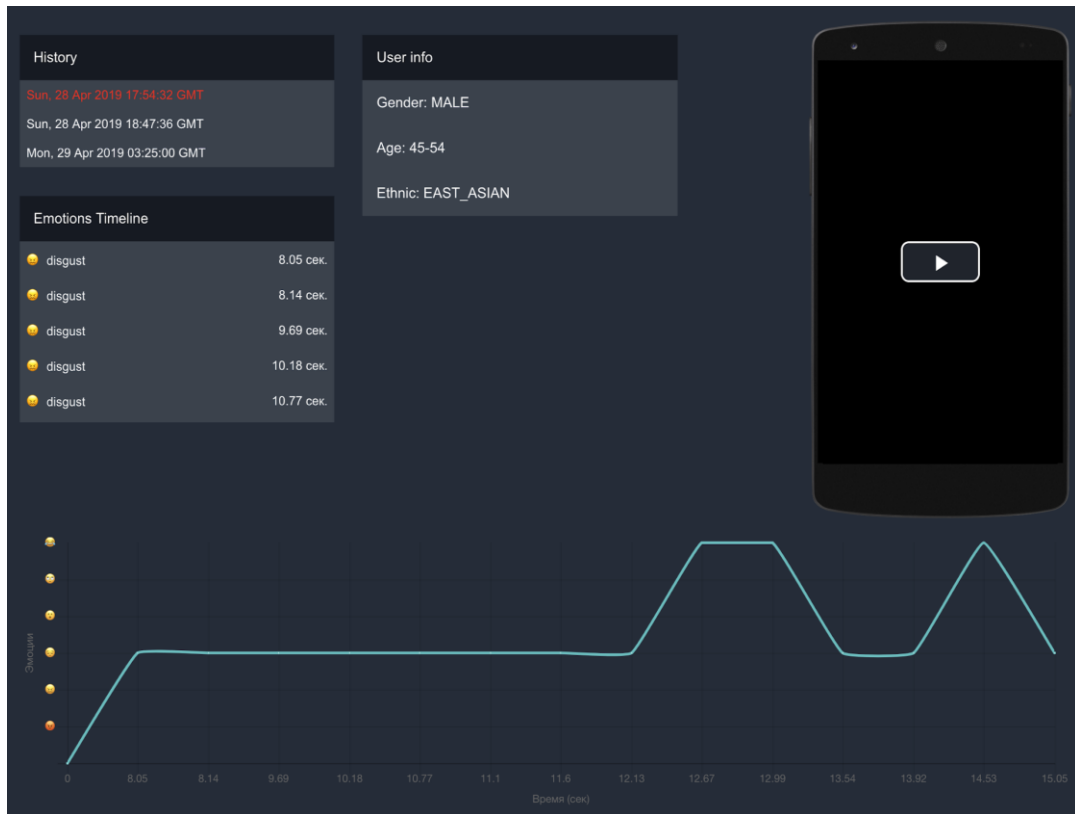 History
Sun, 28 Apr 2019 17:54:32 GMT
Sun, 28 Apr 2019 18:47:36 GMT
Mon, 29 Apr 2019 03:25:00 GMT
User info
Gender: MALE
Age: 45-54
Ethnic: EAST_ASIAN
Emotions Timeline
disgust 8.05 сек.
disgust 8.14 сек.
disgust 9.69 сек.
disgust 10.18 сек.
disgust 10.77 сек.
Эмоции
0 8.05 8.14 9.69 10.18 10.77 11.1 11.6 12.13 12.67 12.99 13.54 13.92 14.53 15.05
Время (сек)